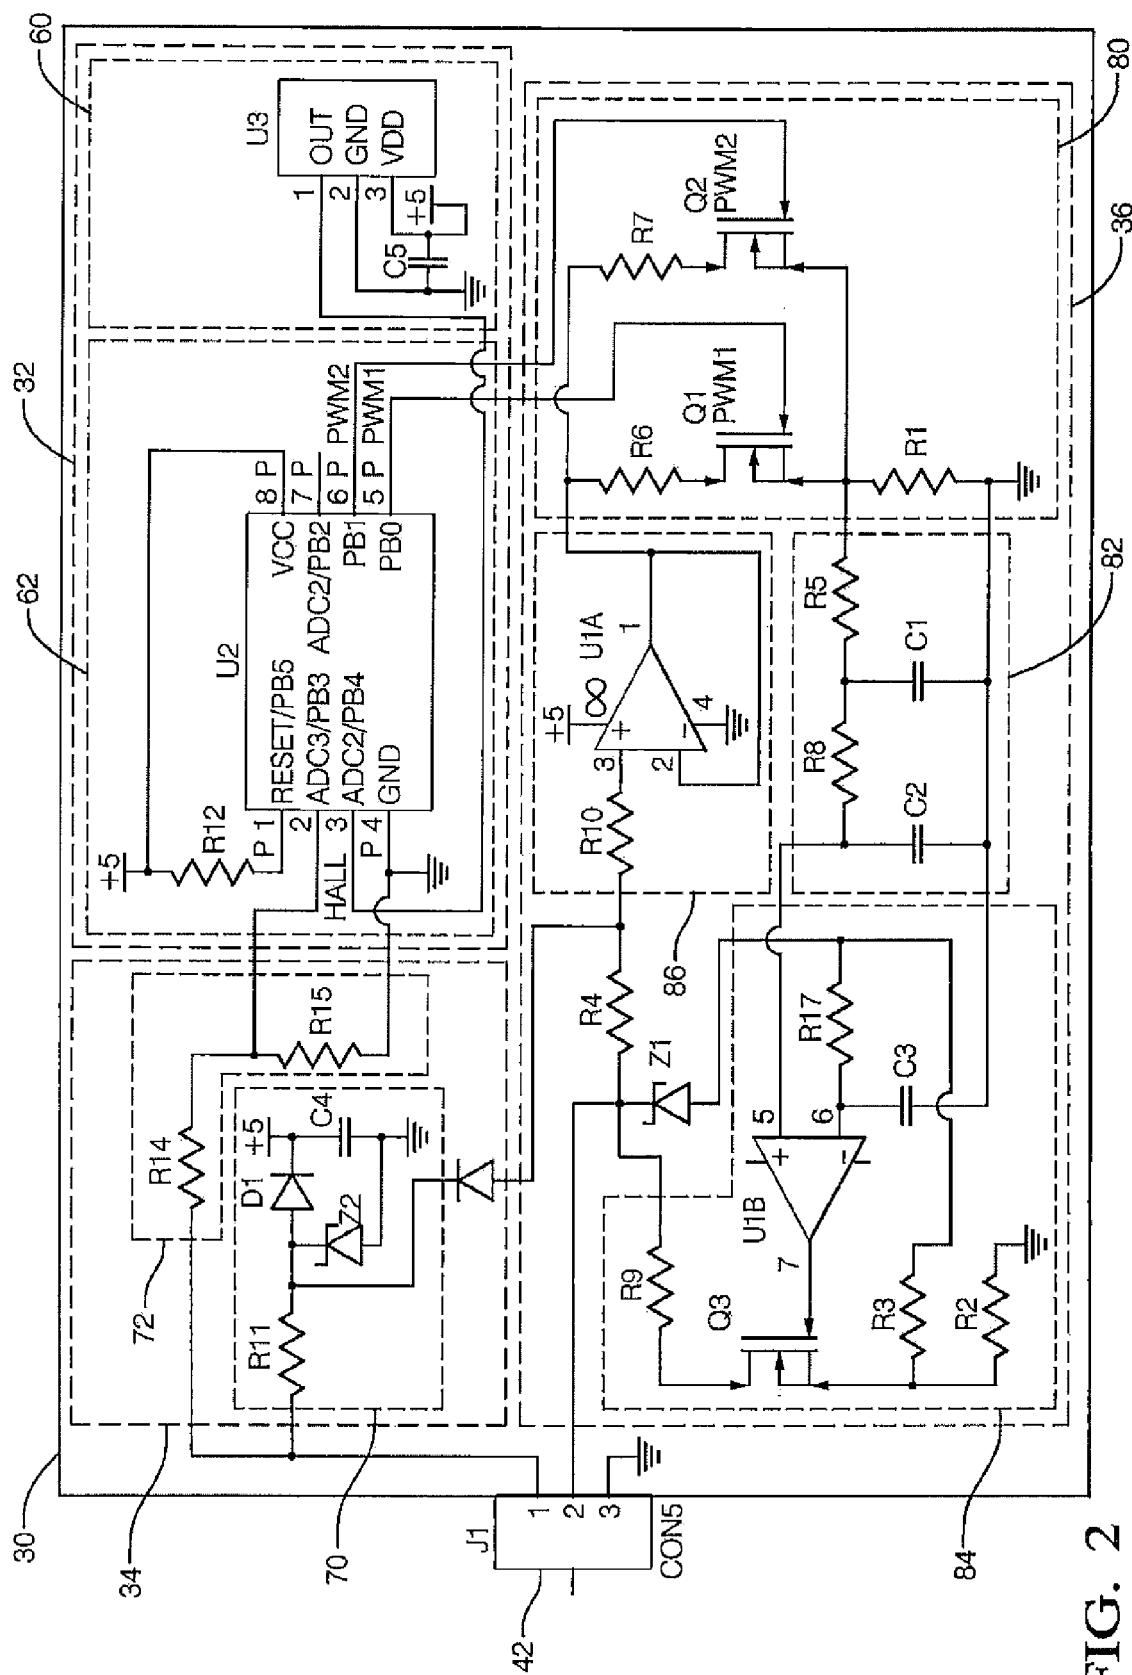 60
32
62
U3
1 OUT
2 GND
3 VDD
+5
C5
+5
R12
U2
P 1 RESET/PB5
2 ADC3/PB3
3 ADC2/PB4
P 4 GND
VCC 8 P
ADC2/PB2 7 P
PB1 6 P PWM2
PB0 5 P PWM1
HALL
R14
R15
72
+5
D1
C4
Z2
R11
70
34
30
J1
1
2
3
CON5
42
R4
R10
+5
∞
3 +
2 −
4
U1A
1
86
R6
R7
Q1
PWM1
Q2
PWM2
R1
80
36
R5
R8
C1
C2
82
Z1
R17
C3
5 +
6 −
U1B
7
R9
Q3
R3
R2
84
FIG. 2